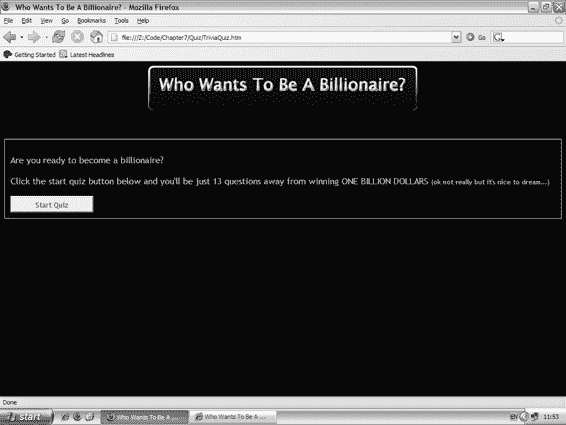 Who Wants To Be A Billionaire? - Mozilla Firefox
File Edit View Go Bookmarks Tools Help
file:///Z:/Code/Chapter7/Quiz/TriviaQuiz.htm Go
Getting Started Latest Headlines
Who Wants To Be A Billionaire?
Are you ready to become a billionaire?
Click the start quiz button below and you'll be just 13 questions away from winning ONE BILLION DOLLARS (ok not really but it's nice to dream...)
Start Quiz
Done
start Who Wants To Be A ... Who Wants To Be A ... EN 11:53